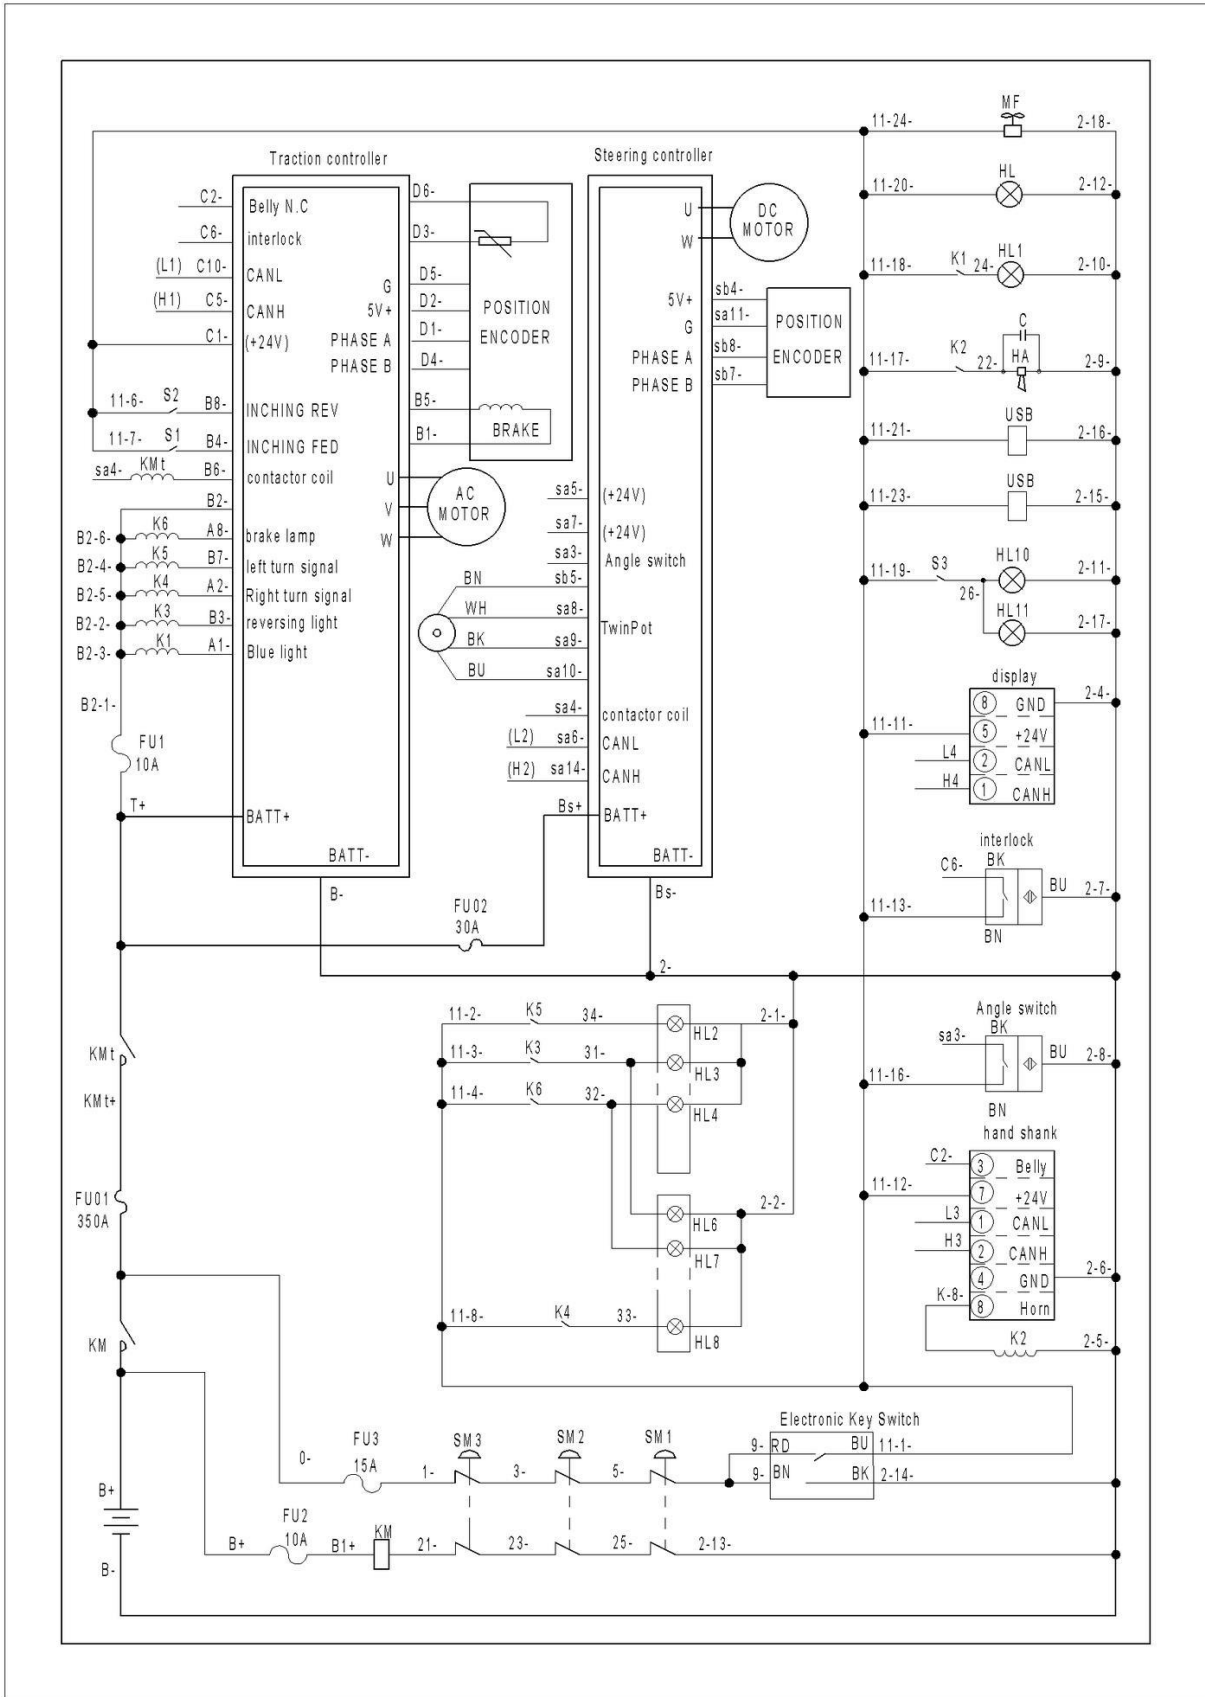 MF
11-24-
2-18-
Traction controller
Steering controller
C2-
Belly N.C
D6-
U
DC
MOTOR
11-20-
HL
2-12-
C6-
interlock
D3-
W
(L1) C10-
CANL
D5-
G
11-18-
K1
24-
HL1
2-10-
(H1) C5-
CANH
D2-
5V+
POSITION
ENCODER
5V+
sb4-
G
sa11-
POSITION
ENCODER
C1-
(+24V)
D1-
PHASE A
PHASE A
sb8-
D4-
PHASE B
PHASE B
sb7-
C
11-17-
K2
22-
HA
2-9-
11-6-
S2
B8-
INCHING REV
B5-
BRAKE
11-7-
S1
B4-
INCHING FED
B1-
USB
11-21-
2-16-
sa4-
KMt
B6-
contactor coil
U
AC
MOTOR
V
W
sa5-
(+24V)
USB
11-23-
2-15-
B2-
sa7-
(+24V)
B2-6-
K6
A8-
brake lamp
sa3-
Angle switch
B2-4-
K5
B7-
left turn signal
BN
sb5-
S3
HL10
11-19-
2-11-
26-
HL11
2-17-
B2-5-
K4
A2-
Right turn signal
WH
sa8-
TwinPot
B2-2-
K3
B3-
reversing light
BK
sa9-
B2-3-
K1
A1-
Blue light
BU
sa10-
B2-1-
sa4-
contactor coil
display
8 GND
2-4-
11-11-
5 +24V
L4
2 CANL
H4
1 CANH
FU1
10A
(L2) sa6-
CANL
(H2) sa14-
CANH
T+
BATT+
Bs+
BATT+
BATT-
BATT-
B-
Bs-
interlock
BK
C6-
BU
2-7-
11-13-
BN
FU02
30A
2-
11-2-
K5
34-
HL2
2-1-
Angle switch
BK
sa3-
BU
2-8-
11-16-
BN
KMt
11-3-
K3
31-
HL3
KMt+
11-4-
K6
32-
HL4
hand shank
C2-
3 Belly
11-12-
7 +24V
L3
1 CANL
H3
2 CANH
4 GND
2-6-
K-8-
8 Horn
K2
2-5-
FU01
350A
2-2-
HL6
HL7
KM
11-8-
K4
33-
HL8
Electronic Key Switch
0-
FU3
15A
1-
SM3
3-
SM2
5-
SM1
9-
RD
BU
11-1-
9-
BN
BK
2-14-
B+
B-
B+
FU2
10A
B1+
KM
21-
23-
25-
2-13-